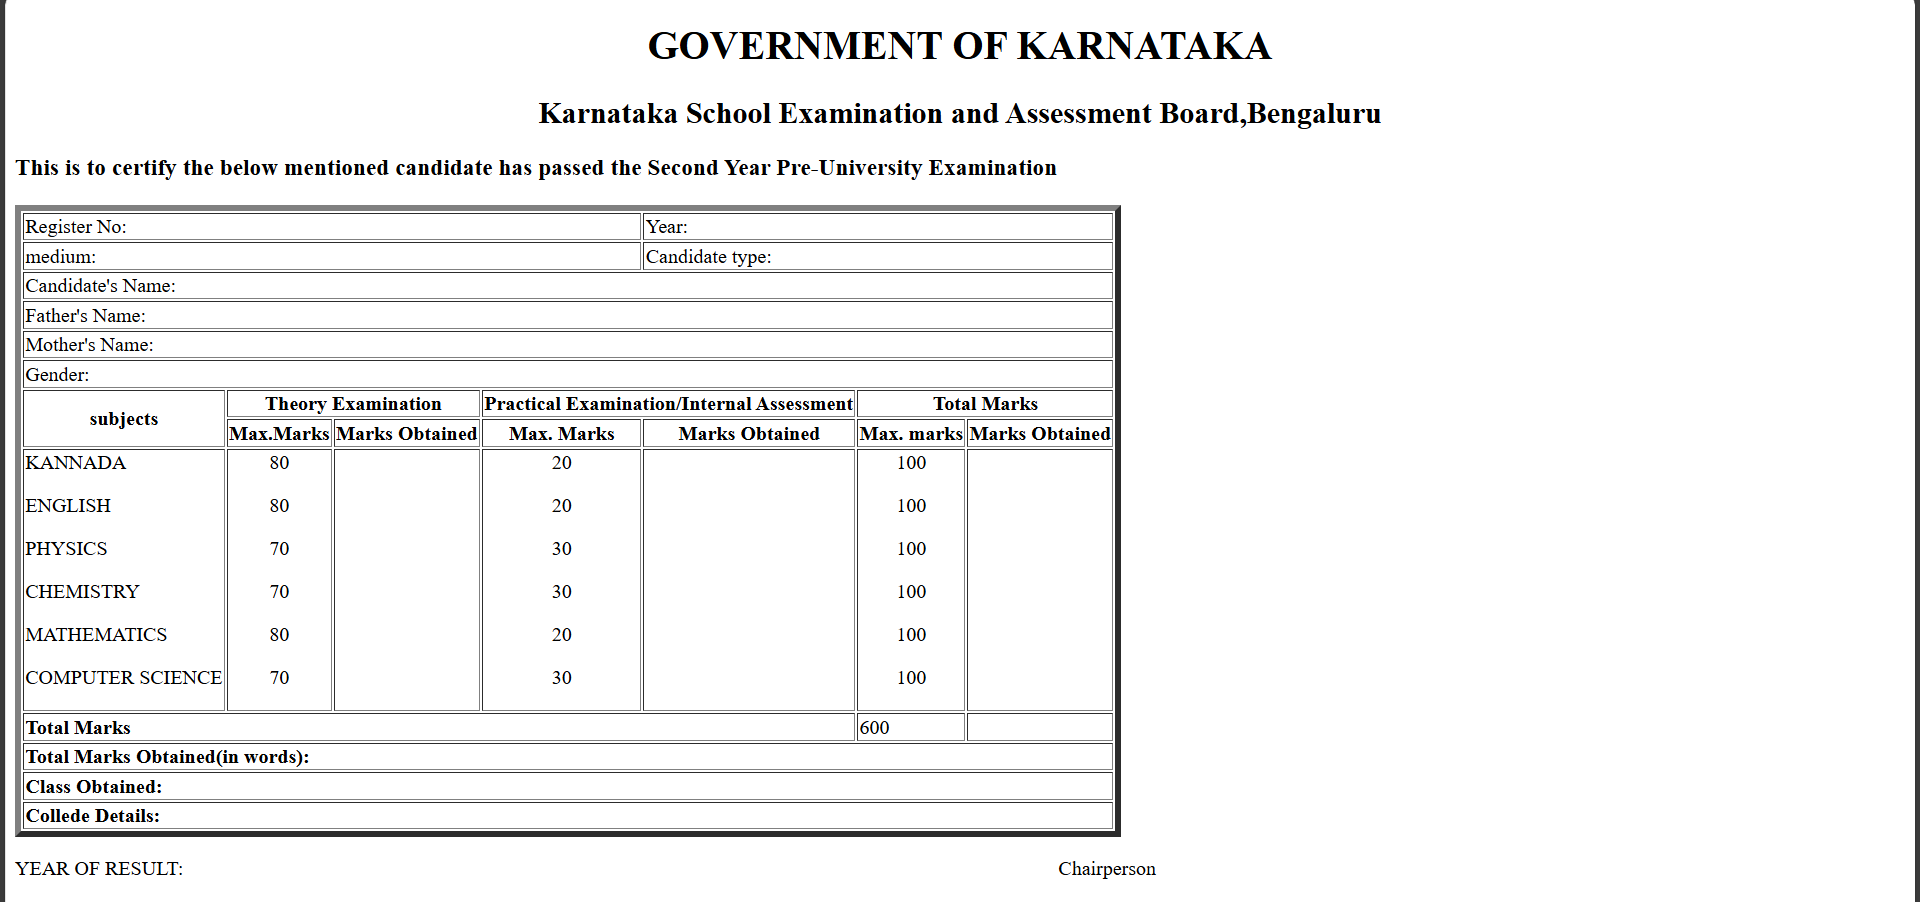 GOVERNMENT OF KARNATAKA
Karnataka School Examination and Assessment Board,Bengaluru
This is to certify the below mentioned candidate has passed the Second Year Pre-University Examination
Register No: Year:
medium: Candidate type:
Candidate's Name:
Father's Name:
Mother's Name:
Gender:
subjects Theory Examination Practical Examination/Internal Assessment Total Marks
Max.Marks Marks Obtained Max. Marks Marks Obtained Max. marks Marks Obtained
KANNADA 80 20 100
ENGLISH 80 20 100
PHYSICS 70 30 100
CHEMISTRY 70 30 100
MATHEMATICS 80 20 100
COMPUTER SCIENCE 70 30 100
Total Marks 600
Total Marks Obtained(in words):
Class Obtained:
Collede Details:
YEAR OF RESULT: Chairperson